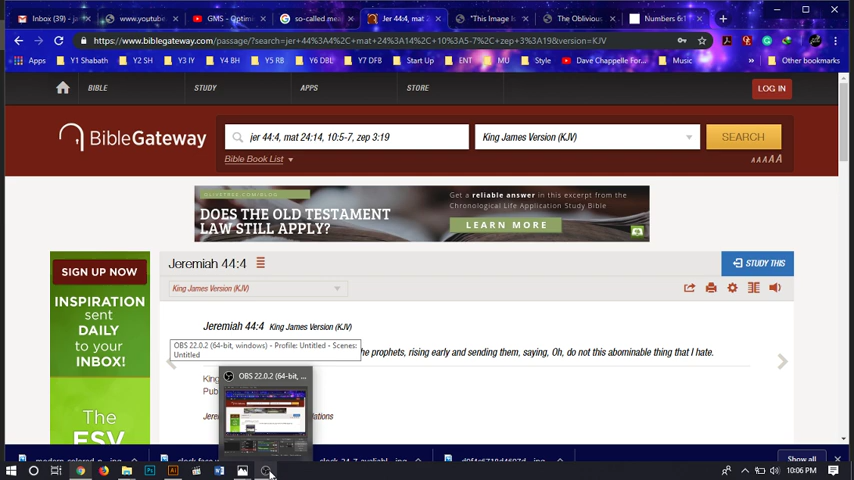 Inbox (39) - j
www.youtube
GMS - Optim
so-called.mea
Jer 44:4, mat 2
"This Image I
The Oblivious
Numbers 6:1
https://www.biblegateway.com/passage/?search=jer+44%3A4%2C+mat+24%3A14%2C+10%3A5-7%2C+zep+3%3A19&version=KJV
Apps Y1 Shabath Y2 SH Y3 IY Y4 BH Y5 RB Y6 DBL Y7 DFB Start Up ENT MU Style Dave Chappelle For... Music Other bookmarks
BIBLE STUDY APPS STORE LOG IN
BibleGateway
jer 44:4, mat 24:14, 10:5-7, zep 3:19
King James Version (KJV)
SEARCH
Bible Book List
AAAAA
OLIVETREE.COM/BLOG
DOES THE OLD TESTAMENT
LAW STILL APPLY?
Get a reliable answer in this excerpt from the
Chronological Life Application Study Bible
LEARN MORE
SIGN UP NOW
INSPIRATION
sent
DAILY
to your
INBOX!
The
ESV
Jeremiah 44:4
STUDY THIS
King James Version (KJV)
Jeremiah 44:4 King James Version (KJV)
OBS 22.0.2 (64-bit, windows) - Profile: Untitled - Scenes:
Untitled
he prophets, rising early and sending them, saying, Oh, do not this abominable thing that I hate.
King
Pub
Jere
OBS 22.0.2 (64-bit, ...
Show all
10:06 PM